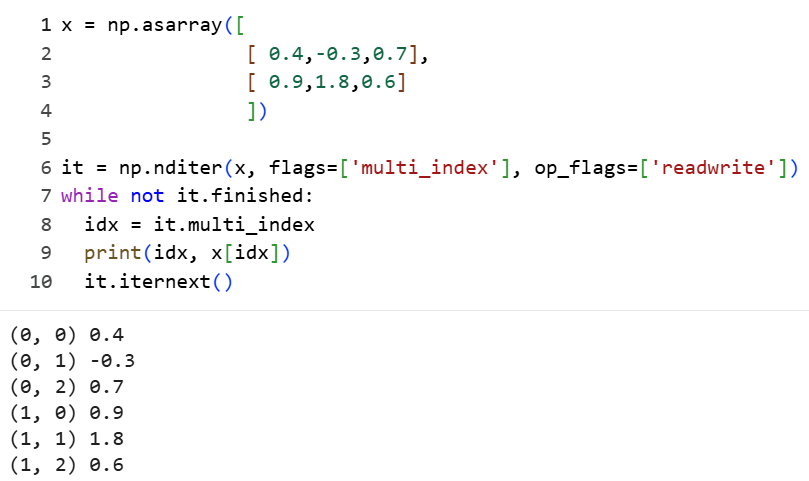 1 x = np.asarray([
2                 [ 0.4,-0.3,0.7],
3                 [ 0.9,1.8,0.6]
4                 ])
5
6 it = np.nditer(x, flags=['multi_index'], op_flags=['readwrite'])
7 while not it.finished:
8   idx = it.multi_index
9   print(idx, x[idx])
10   it.iternext()
(0, 0) 0.4
(0, 1) -0.3
(0, 2) 0.7
(1, 0) 0.9
(1, 1) 1.8
(1, 2) 0.6